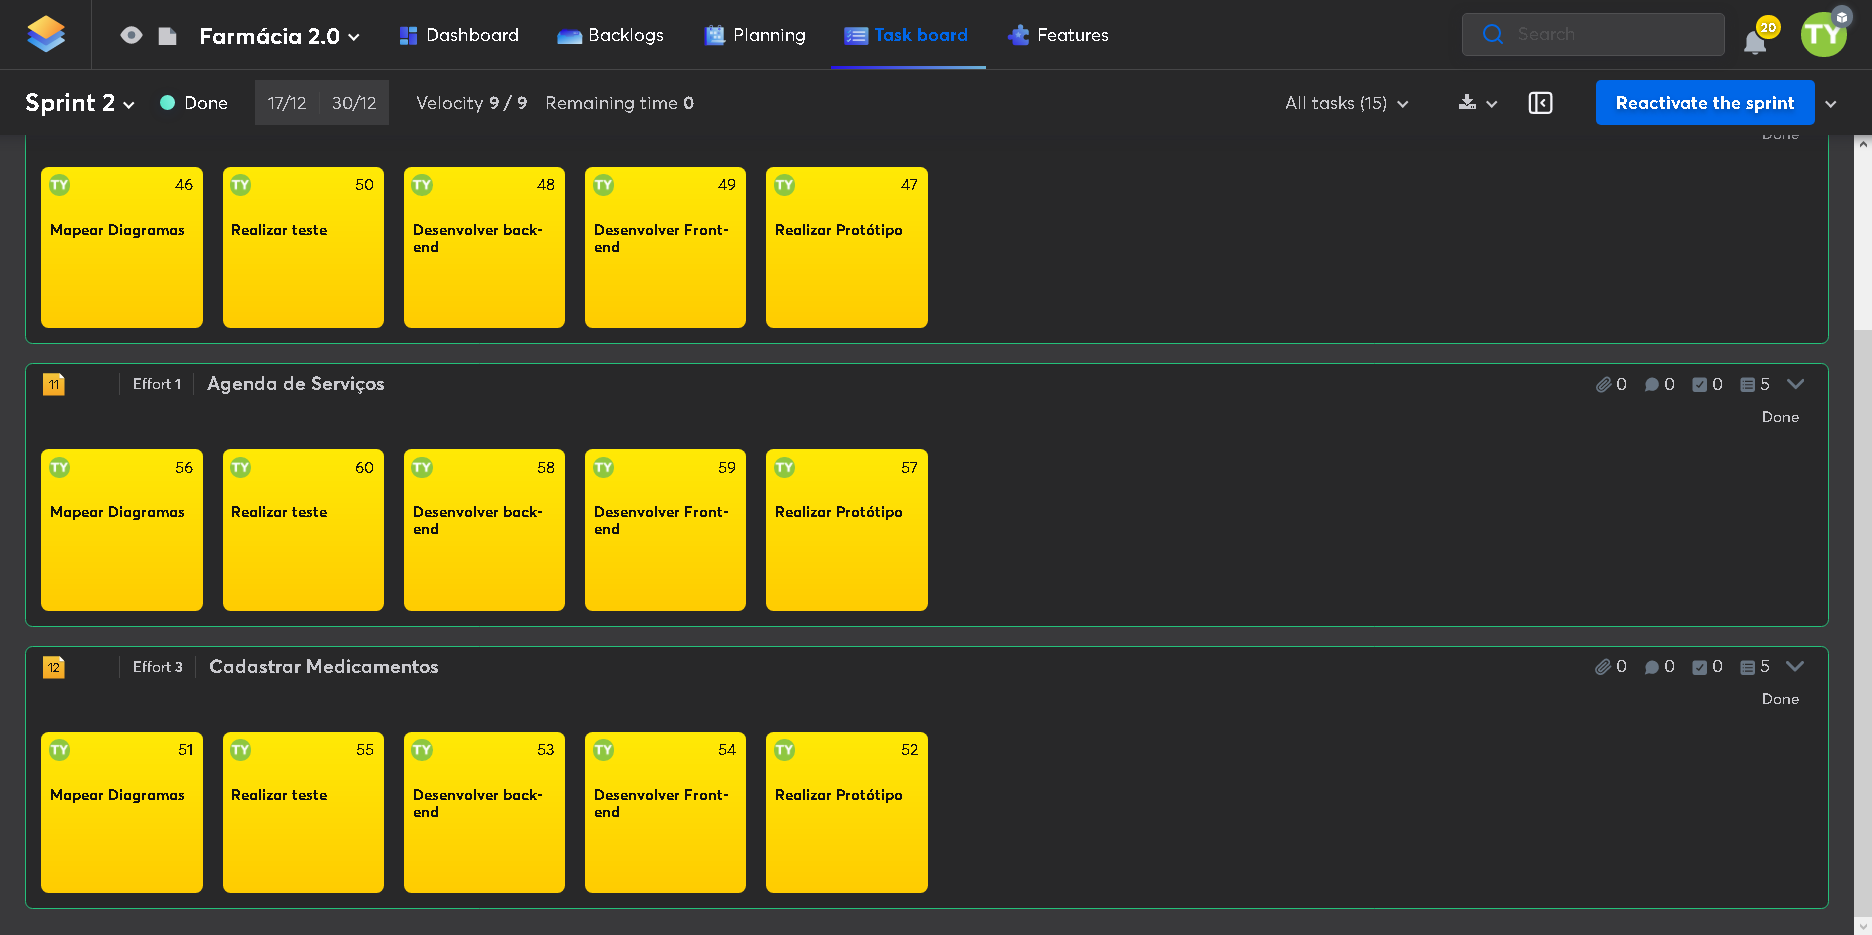 Farmácia 2.0
Dashboard
Backlogs
Planning
Task board
Features
Search
20
TY
Sprint 2
Done
17/12
30/12
Velocity 9 / 9
Remaining time 0
All tasks (15)
Reactivate the sprint
Done
TY 46
Mapear Diagramas
TY 50
Realizar teste
TY 48
Desenvolver back-
end
TY 49
Desenvolver Front-
end
TY 47
Realizar Protótipo
11
Effort 1
Agenda de Serviços
0 0 0 5
Done
TY 56
Mapear Diagramas
TY 60
Realizar teste
TY 58
Desenvolver back-
end
TY 59
Desenvolver Front-
end
TY 57
Realizar Protótipo
12
Effort 3
Cadastrar Medicamentos
0 0 0 5
Done
TY 51
Mapear Diagramas
TY 55
Realizar teste
TY 53
Desenvolver back-
end
TY 54
Desenvolver Front-
end
TY 52
Realizar Protótipo